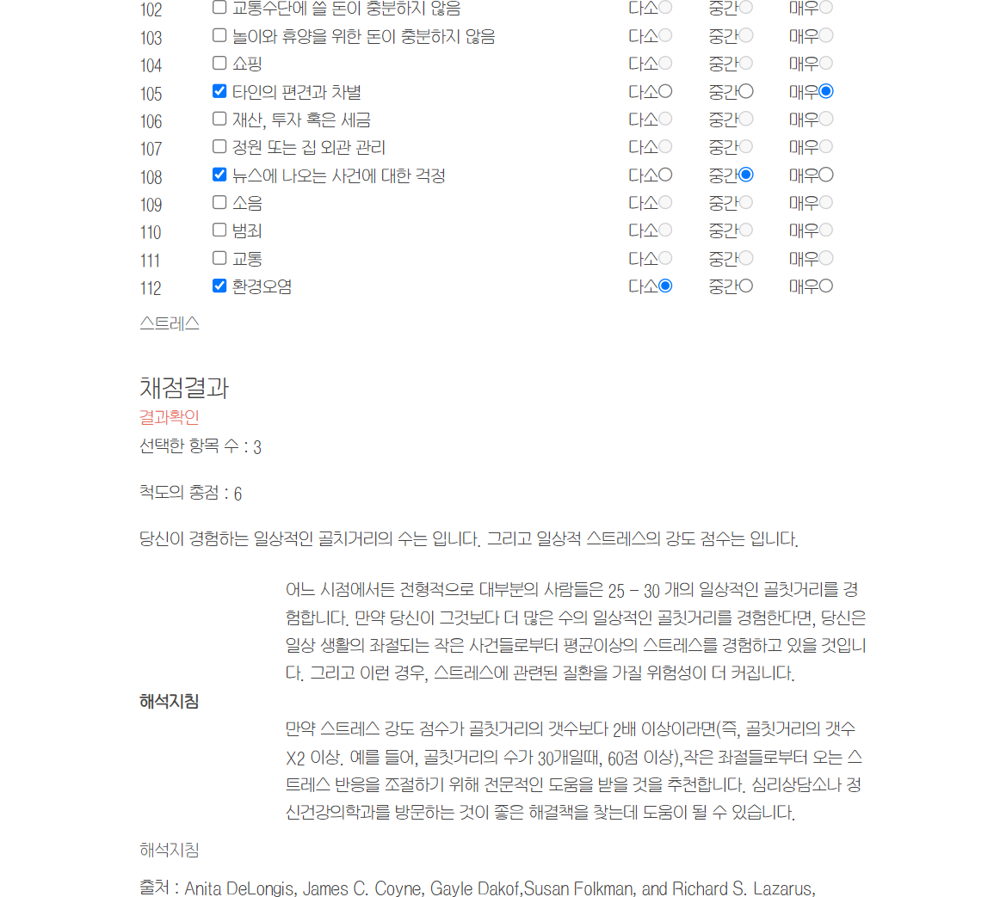 102 교통수단에 쓸 돈이 충분하지 않음 다소 중간 매우
103 놀이와 휴양을 위한 돈이 충분하지 않음 다소 중간 매우
104 쇼핑 다소 중간 매우
105 타인의 편견과 차별 다소 중간 매우
106 재산, 투자 혹은 세금 다소 중간 매우
107 정원 또는 집 외관 관리 다소 중간 매우
108 뉴스에 나오는 사건에 대한 걱정 다소 중간 매우
109 소음 다소 중간 매우
110 범죄 다소 중간 매우
111 교통 다소 중간 매우
112 환경오염 다소 중간 매우
스트레스
채점결과
결과확인
선택한 항목 수 : 3
척도의 총점 : 6
당신이 경험하는 일상적인 골치거리의 수는 입니다. 그리고 일상적 스트레스의 강도 점수는 입니다.
어느 시점에서든 전형적으로 대부분의 사람들은 25 - 30 개의 일상적인 골칫거리를 경
험합니다. 만약 당신이 그것보다 더 많은 수의 일상적인 골칫거리를 경험한다면, 당신은
일상 생활의 좌절되는 작은 사건들로부터 평균이상의 스트레스를 경험하고 있을 것입니
다. 그리고 이런 경우, 스트레스에 관련된 질환을 가질 위험성이 더 커집니다.
해석지침
만약 스트레스 강도 점수가 골칫거리의 갯수보다 2배 이상이라면(즉, 골칫거리의 갯수
X2 이상. 예를 들어, 골칫거리의 수가 30개일때, 60점 이상),작은 좌절들로부터 오는 스
트레스 반응을 조절하기 위해 전문적인 도움을 받을 것을 추천합니다. 심리상담소나 정
신건강의학과를 방문하는 것이 좋은 해결책을 찾는데 도움이 될 수 있습니다.
해석지침
출처 : Anita DeLongis, James C. Coyne, Gayle Dakof,Susan Folkman, and Richard S. Lazarus,